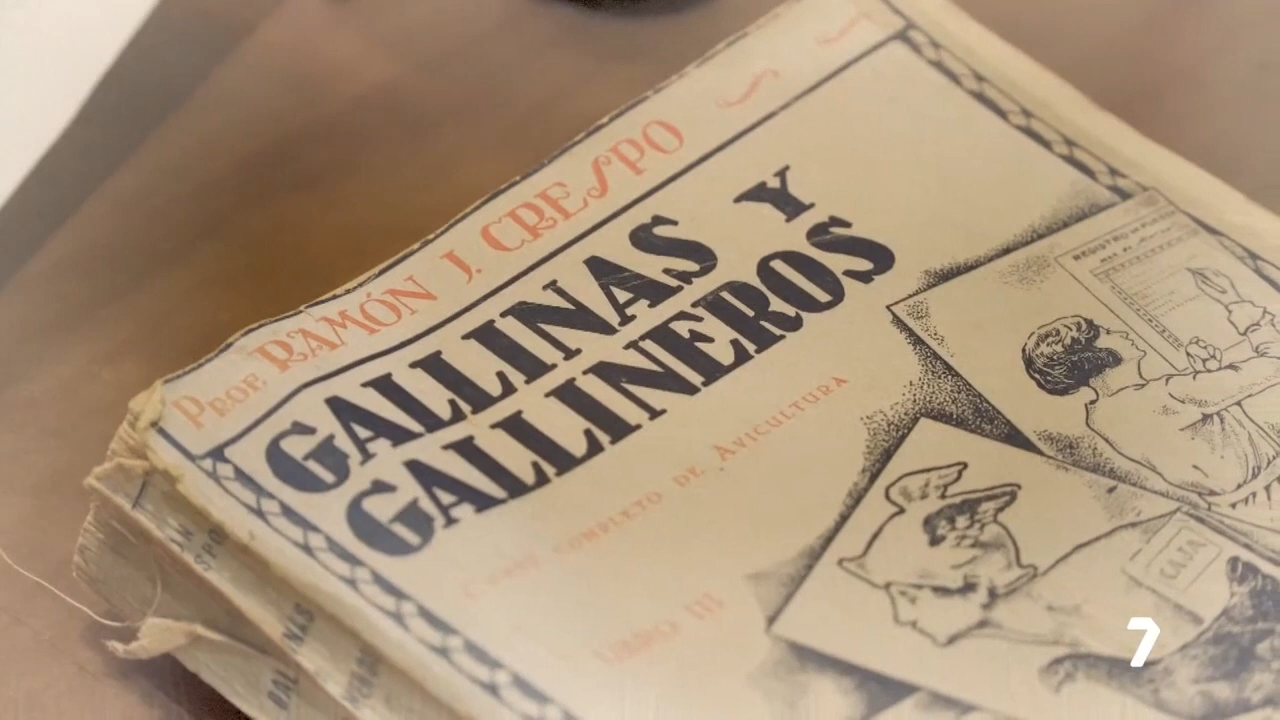 PROF. RAMÓN J. CRESPO
GALLINAS Y
GALLINEROS
CURSO COMPLETO DE AVICULTURA
LIBRO III
CAJA
7